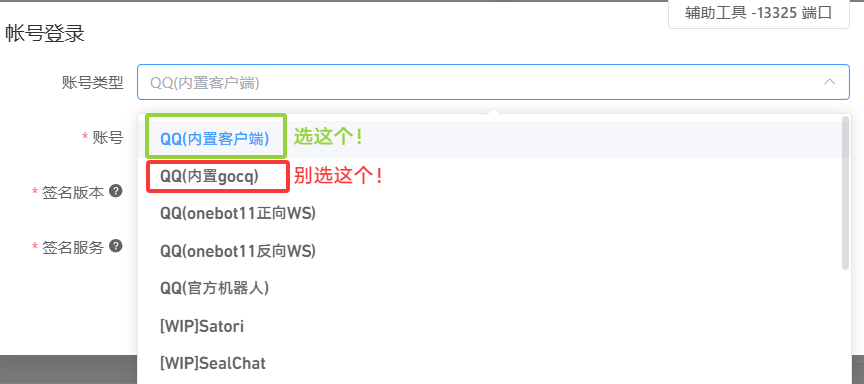 辅助工具 -13325 端口
帐号登录
账号类型 QQ(内置客户端)
* 账号 QQ(内置客户端) 选这个!
QQ(内置gocq) 别选这个!
* 签名版本 ?
QQ(onebot11正向WS)
* 签名服务 ?
QQ(onebot11反向WS)
QQ(官方机器人)
[WIP]Satori
[WIP]SealChat